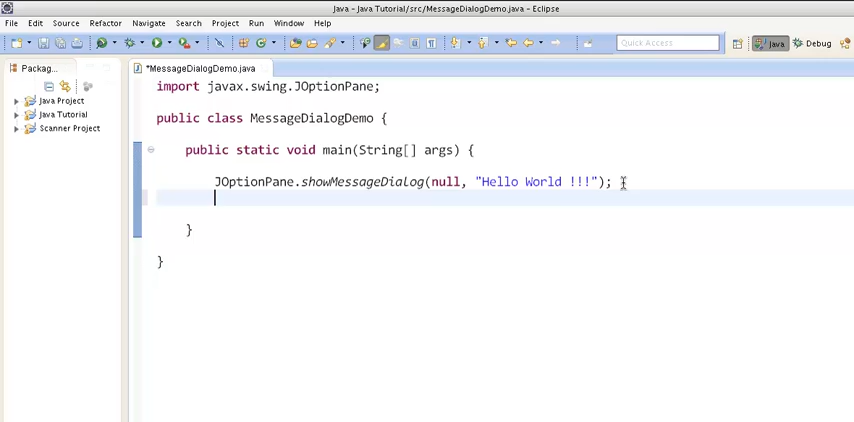 Java - Java Tutorial/src/MessageDialogDemo.java - Eclipse
File Edit Source Refactor Navigate Search Project Run Window Help
Quick Access Java Debug
Packag... *MessageDialogDemo.java
Java Project
Java Tutorial
Scanner Project
import javax.swing.JOptionPane;
public class MessageDialogDemo {
public static void main(String[] args) {
JOptionPane.showMessageDialog(null, "Hello World !!!");
}
}